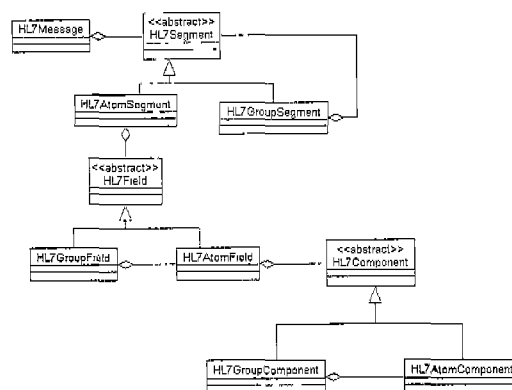 HL7Message
<<abstract>>
HL7Segment
HL7AtomSegment
HL7GroupSegment
<<abstract>>
HL7Field
HL7GroupField
HL7AtomField
<<abstract>>
HL7Component
HL7GroupComponent
HL7AtomComponent